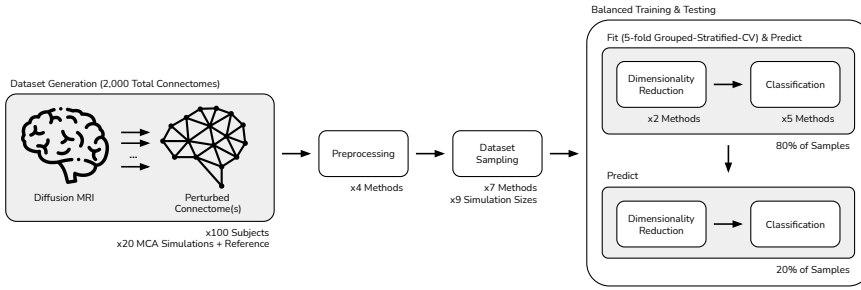 Balanced Training & Testing
Fit (5-fold Grouped-Stratified-CV) & Predict
Dataset Generation (2,000 Total Connectomes)
Dimensionality
Reduction
Classification
x2 Methods
x5 Methods
80% of Samples
...
Diffusion MRI
Perturbed
Connectome(s)
x100 Subjects
x20 MCA Simulations + Reference
Preprocessing
x4 Methods
Dataset
Sampling
x7 Methods
x9 Simulation Sizes
Predict
Dimensionality
Reduction
Classification
20% of Samples